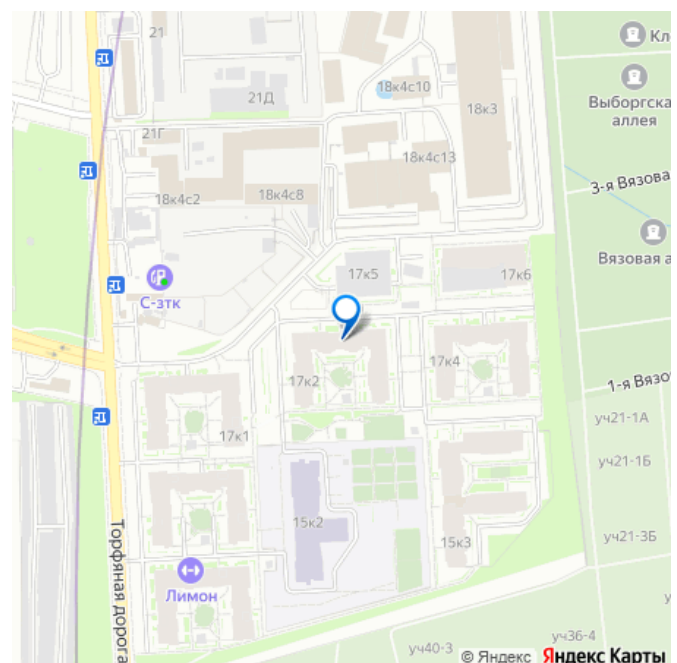 21
Кл
21Д
18к4с10
18к3
Выборгска
аллея
21Г
18к4с13
3-я Вязова
18к4с2
18к4с8
Вязовая а
17к5
17к6
С-зтк
17к2
17к4
1-я Вязо
уч21-1А
17к1
уч21-1Б
15к2
15к3
уч21-3Б
Торфяная дорога
Лимон
у
уч40-3
уч36-4
© Яндекс Яндекс Карты